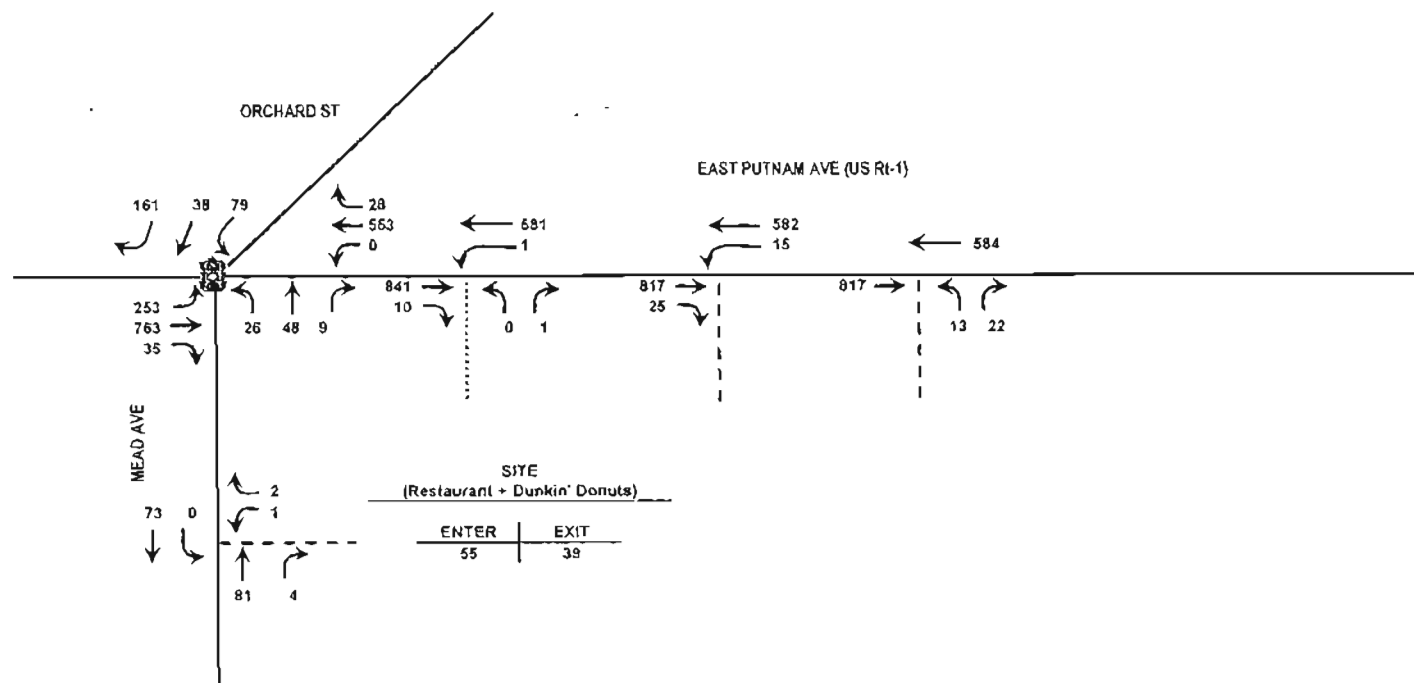 ORCHARD ST
EAST PUTNAM AVE (US Rt-1)
161 38 79
28
553
0
581
1
582
15
584
253
763
35
26 48 9
841
10
0 1
817
25
817
13 22
MEAD AVE
SITE
(Restaurant + Dunkin' Donuts)
ENTER EXIT
55 39
2
1
73 0
81 4